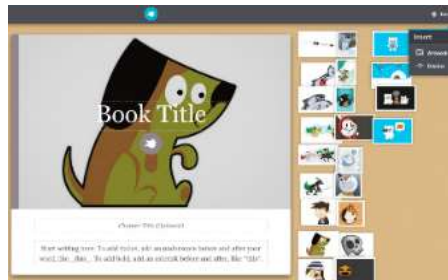 Insert
Artwork
Book Title
Chapter Title (Optional)
Start writing here. To add italics, add an underscore before and after your
word, like _this_. To add bold, add an asterisk before and after, like *this*.